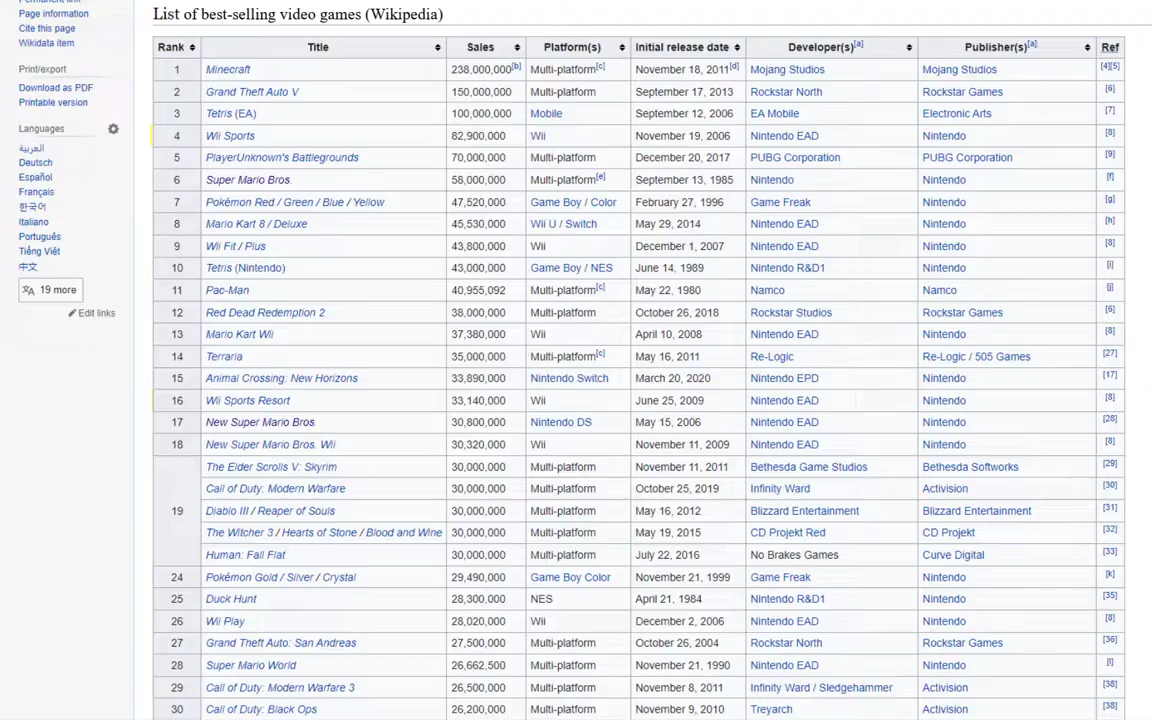 Page information
Cite this page
Wikidata item
Print/export
Download as PDF
Printable version
Languages
العربية
Deutsch
Español
Français
한국어
Italiano
Português
Tiếng Việt
中文
19 more
Edit links
List of best-selling video games (Wikipedia)
Rank Title Sales Platform(s) Initial release date Developer(s)[a] Publisher(s)[a] Ref
1 Minecraft 238,000,000[b] Multi-platform[c] November 18, 2011[d] Mojang Studios Mojang Studios [4][5]
2 Grand Theft Auto V 150,000,000 Multi-platform September 17, 2013 Rockstar North Rockstar Games [6]
3 Tetris (EA) 100,000,000 Mobile September 12, 2006 EA Mobile Electronic Arts [7]
4 Wii Sports 82,900,000 Wii November 19, 2006 Nintendo EAD Nintendo [8]
5 PlayerUnknown's Battlegrounds 70,000,000 Multi-platform December 20, 2017 PUBG Corporation PUBG Corporation [9]
6 Super Mario Bros. 58,000,000 Multi-platform[e] September 13, 1985 Nintendo Nintendo [f]
7 Pokémon Red / Green / Blue / Yellow 47,520,000 Game Boy / Color February 27, 1996 Game Freak Nintendo [g]
8 Mario Kart 8 / Deluxe 45,530,000 Wii U / Switch May 29, 2014 Nintendo EAD Nintendo [h]
9 Wii Fit / Plus 43,800,000 Wii December 1, 2007 Nintendo EAD Nintendo [8]
10 Tetris (Nintendo) 43,000,000 Game Boy / NES June 14, 1989 Nintendo R&D1 Nintendo [i]
11 Pac-Man 40,955,092 Multi-platform[c] May 22, 1980 Namco Namco [j]
12 Red Dead Redemption 2 38,000,000 Multi-platform October 26, 2018 Rockstar Studios Rockstar Games [6]
13 Mario Kart Wii 37,380,000 Wii April 10, 2008 Nintendo EAD Nintendo [8]
14 Terraria 35,000,000 Multi-platform[c] May 16, 2011 Re-Logic Re-Logic / 505 Games [27]
15 Animal Crossing: New Horizons 33,890,000 Nintendo Switch March 20, 2020 Nintendo EPD Nintendo [17]
16 Wii Sports Resort 33,140,000 Wii June 25, 2009 Nintendo EAD Nintendo [8]
17 New Super Mario Bros. 30,800,000 Nintendo DS May 15, 2006 Nintendo EAD Nintendo [28]
18 New Super Mario Bros. Wii 30,320,000 Wii November 11, 2009 Nintendo EAD Nintendo [8]
19 The Elder Scrolls V: Skyrim 30,000,000 Multi-platform November 11, 2011 Bethesda Game Studios Bethesda Softworks [29]
Call of Duty: Modern Warfare 30,000,000 Multi-platform October 25, 2019 Infinity Ward Activision [30]
Diablo III / Reaper of Souls 30,000,000 Multi-platform May 16, 2012 Blizzard Entertainment Blizzard Entertainment [31]
The Witcher 3 / Hearts of Stone / Blood and Wine 30,000,000 Multi-platform May 19, 2015 CD Projekt Red CD Projekt [32]
Human: Fall Flat 30,000,000 Multi-platform July 22, 2016 No Brakes Games Curve Digital [33]
24 Pokémon Gold / Silver / Crystal 29,490,000 Game Boy Color November 21, 1999 Game Freak Nintendo [k]
25 Duck Hunt 28,300,000 NES April 21, 1984 Nintendo R&D1 Nintendo [35]
26 Wii Play 28,020,000 Wii December 2, 2006 Nintendo EAD Nintendo [8]
27 Grand Theft Auto: San Andreas 27,500,000 Multi-platform October 26, 2004 Rockstar North Rockstar Games [36]
28 Super Mario World 26,662,500 Multi-platform November 21, 1990 Nintendo EAD Nintendo [l]
29 Call of Duty: Modern Warfare 3 26,500,000 Multi-platform November 8, 2011 Infinity Ward / Sledgehammer Activision [38]
30 Call of Duty: Black Ops 26,200,000 Multi-platform November 9, 2010 Treyarch Activision [38]